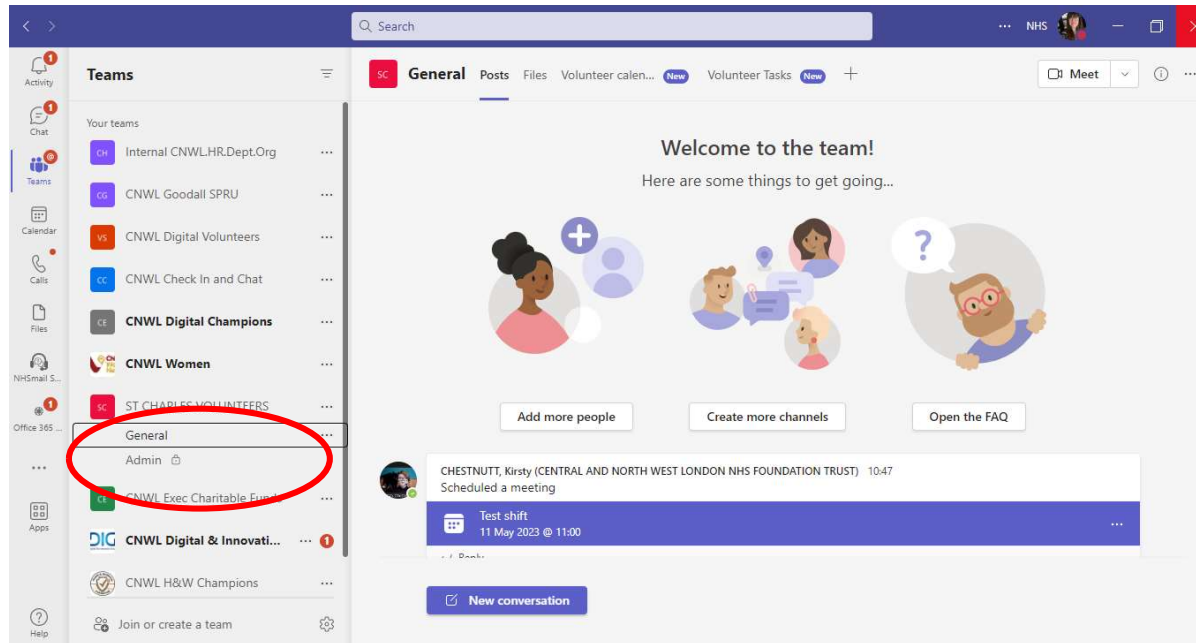 Search
NHS
1
Activity
1
Chat
@
Teams
Calendar
Calls
Files
NHSmail S...
1
Office 365 ...
Apps
Help
Teams
Your teams
CH Internal CNWL.HR.Dept.Org
CG CNWL Goodall SPRU
VS CNWL Digital Volunteers
CC CNWL Check In and Chat
CE CNWL Digital Champions
CNWL Women
SC ST CHARLES VOLUNTEERS
General
Admin
CE CNWL Exec Charitable Funds
DIG CNWL Digital & Innovati... 1
CNWL H&W Champions
Join or create a team
SC General Posts Files Volunteer calen... New Volunteer Tasks New
Meet
Welcome to the team!
Here are some things to get going...
?
Add more people
Create more channels
Open the FAQ
CHESTNUTT, Kirsty (CENTRAL AND NORTH WEST LONDON NHS FOUNDATION TRUST) 10:47
Scheduled a meeting
Test shift
11 May 2023 @ 11:00
Reply
New conversation